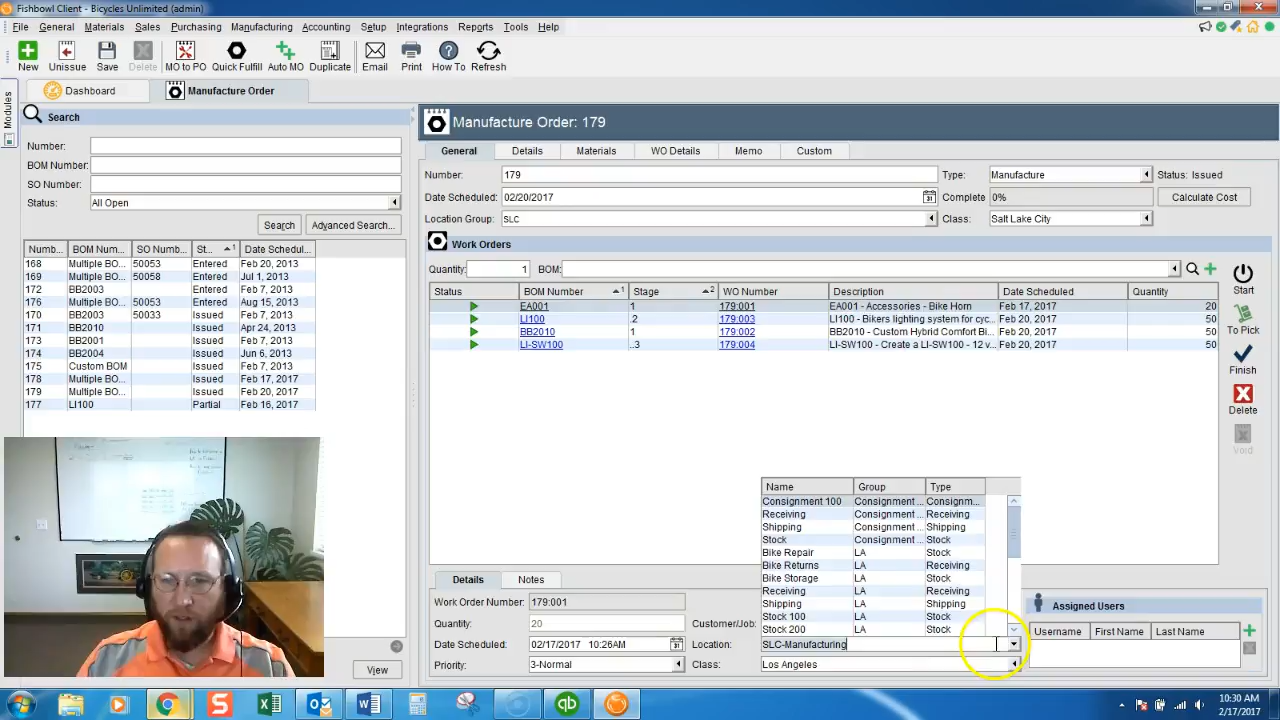 Fishbowl Client - Bicycles Unlimited (admin)
File General Materials Sales Purchasing Manufacturing Accounting Setup Integrations Reports Tools Help
New Unissue Save Delete MO to PO Quick Fulfill Auto MO Duplicate Email Print How To Refresh
Modules
Dashboard Manufacture Order
Search
Number:
BOM Number:
SO Number:
Status: All Open
Search Advanced Search...
Numb... BOM Num... SO Numb... St... 1 Date Schedul...
168 Multiple BO... 50053 Entered Feb 20, 2013
169 Multiple BO... 50058 Entered Jul 1, 2013
172 BB2003 Entered Feb 7, 2013
176 Multiple BO... 50053 Entered Aug 15, 2013
170 BB2003 50033 Issued Feb 7, 2013
171 BB2010 Issued Apr 24, 2013
173 BB2001 Issued Feb 7, 2013
174 BB2004 Issued Jun 6, 2013
175 Custom BOM Issued Feb 7, 2013
178 Multiple BO... Issued Feb 17, 2017
179 Multiple BO... Issued Feb 20, 2017
177 LI100 Partial Feb 16, 2017
View
Manufacture Order: 179
General Details Materials WO Details Memo Custom
Number: 179 Type: Manufacture Status: Issued
Date Scheduled: 02/20/2017 31 Complete 0% Calculate Cost
Location Group: SLC Class: Salt Lake City
Work Orders
Quantity: 1 BOM:
Status BOM Number 1 Stage 2 WO Number Description Date Scheduled Quantity
EA001 1 179:001 EA001 - Accessories - Bike Horn Feb 17, 2017 20
LI100 .2 179:003 LI100 - Bikers lighting system for cyc... Feb 20, 2017 50
BB2010 1 179:002 BB2010 - Custom Hybrid Comfort Bi... Feb 20, 2017 50
LI-SW100 ..3 179:004 LI-SW100 - Create a LI-SW100 - 12 v... Feb 20, 2017 50
Start
To Pick
Finish
Delete
Void
Name Group Type
Consignment 100 Consignment ... Consignm...
Receiving Consignment ... Receiving
Shipping Consignment ... Shipping
Stock Consignment ... Stock
Bike Repair LA Stock
Bike Returns LA Receiving
Bike Storage LA Stock
Receiving LA Receiving
Shipping LA Shipping
Stock 100 LA Stock
Stock 200 LA Stock
Details Notes
Work Order Number: 179:001
Quantity: 20 Customer/Job:
Date Scheduled: 02/17/2017 10:26AM 31 Location: SLC-Manufacturing
Priority: 3-Normal Class: Los Angeles
Assigned Users
Username First Name Last Name
10:30 AM
2/17/2017